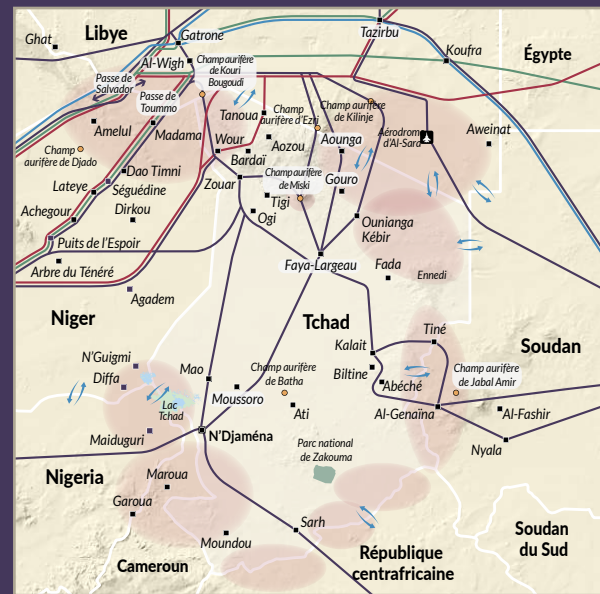 Tazirbu
Gatrone
Libye
Ghat
Koufra
Égypte
Al-Wigh
Champ aurifère
de Kouri
Bougoudi
Passe de
Salvador
Passe de
Toummo
Champ aurifère
de Kilinje
Champ
aurifère d'Ezri
Tanoua
Amelul
Madama
Wour
Aozou
Aounga
Aérodrome
d'Al-Sara
Aweinat
Champ
aurifère de Djado
Bardaï
Dao Timni
Zouar
Champ aurifère
de Miski
Gouro
Lateye
Séguédine
Tigi
Achegour
Dirkou
Ogi
Ounianga
Kébir
Puits de l'Espoir
Arbre du Ténéré
Faya-Largeau
Fada
Ennedi
Agadem
Niger
Tchad
Tiné
Soudan
Kalait
N'Guigmi
Mao
Champ aurifère
de Batha
Biltine
Champ aurifère
de Jabal Amir
Diffa
Moussoro
Abéché
Lac
Tchad
Ati
Al-Genaïna
Al-Fashir
Maiduguri
N'Djaména
Parc national
de Zakouma
Nyala
Nigeria
Maroua
Garoua
Sarh
Soudan
du Sud
Moundou
République
centrafricaine
Cameroun